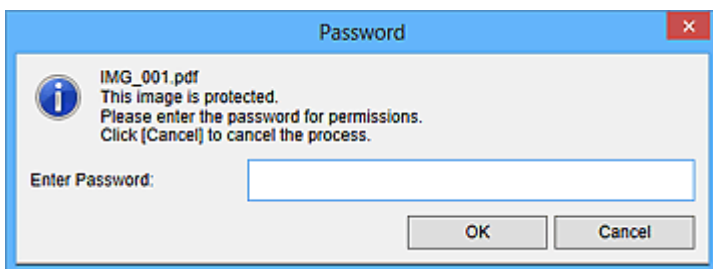 Password
IMG_001.pdf
This image is protected.
Please enter the password for permissions.
Click [Cancel] to cancel the process.
Enter Password:
OK Cancel